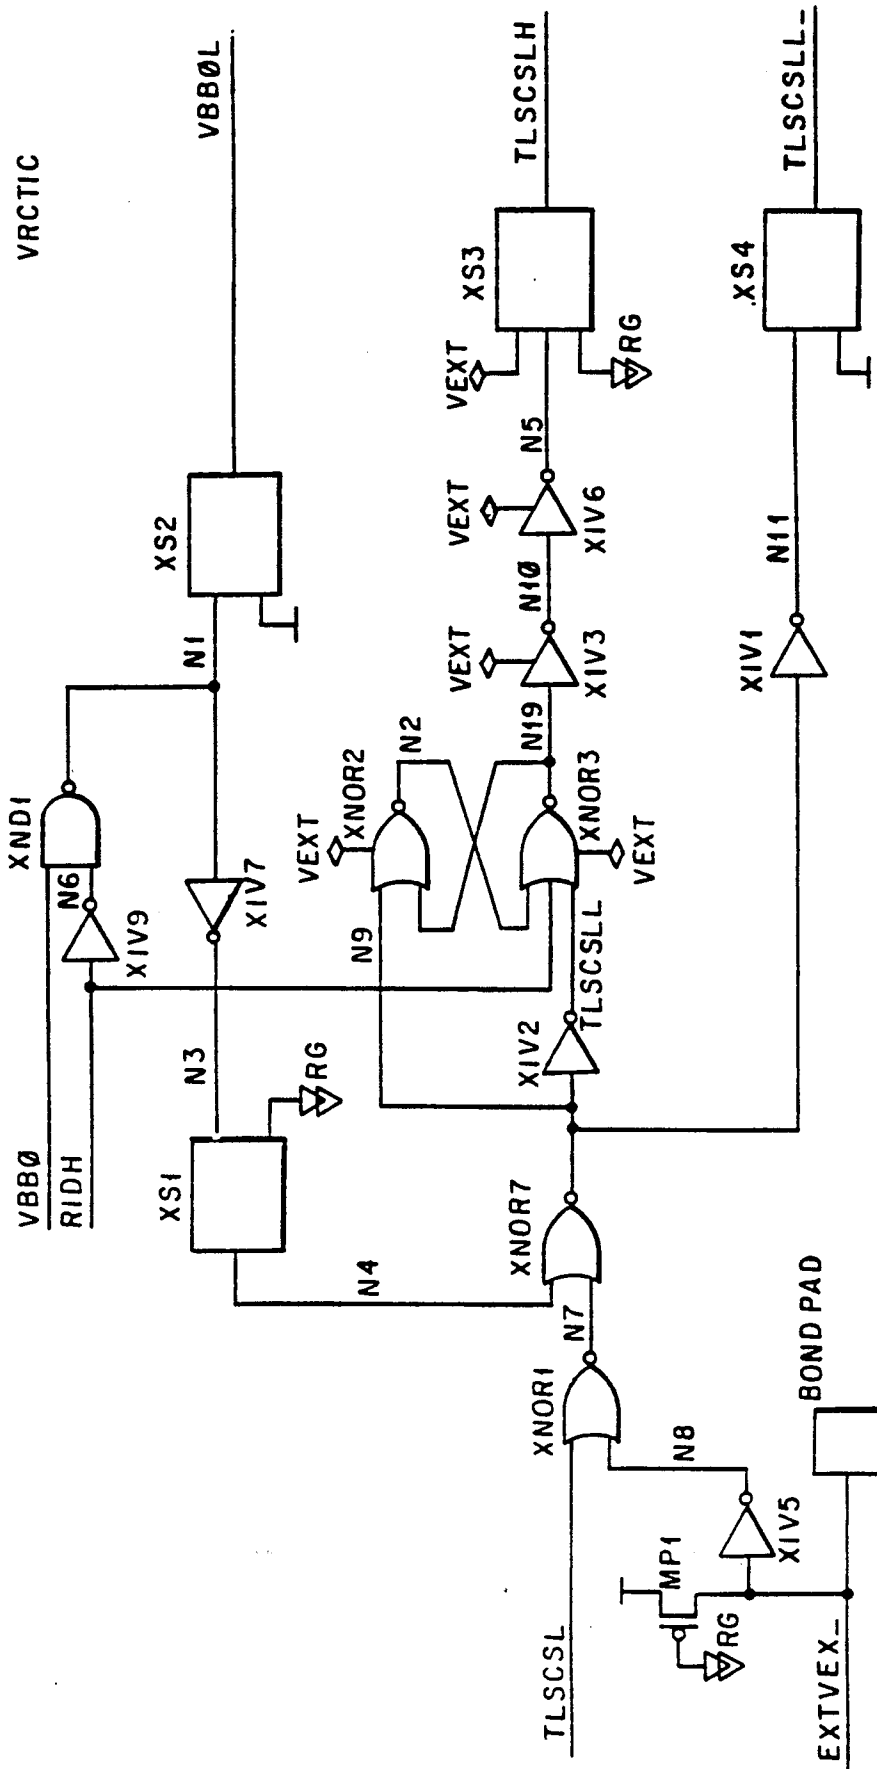 VRCTIC
VBBØ
RIDH
N6
XIV9
XND1
N1
XS2
VBBØL
XS1
N3
XIV7
RG
N4
N9
VEXT
XNOR2
N2
XNOR3
VEXT
N19
VEXT
XIV3
N10
VEXT
XIV6
N5
VEXT
XS3
RG
TLSCSLH
TLSCSL
XNOR1
N7
XNOR7
XIV2
TLSCSLL
N8
MP1
RG
XIV5
EXTVEX_
BOND PAD
XIV1
N11
XS4
TLSCSLL_